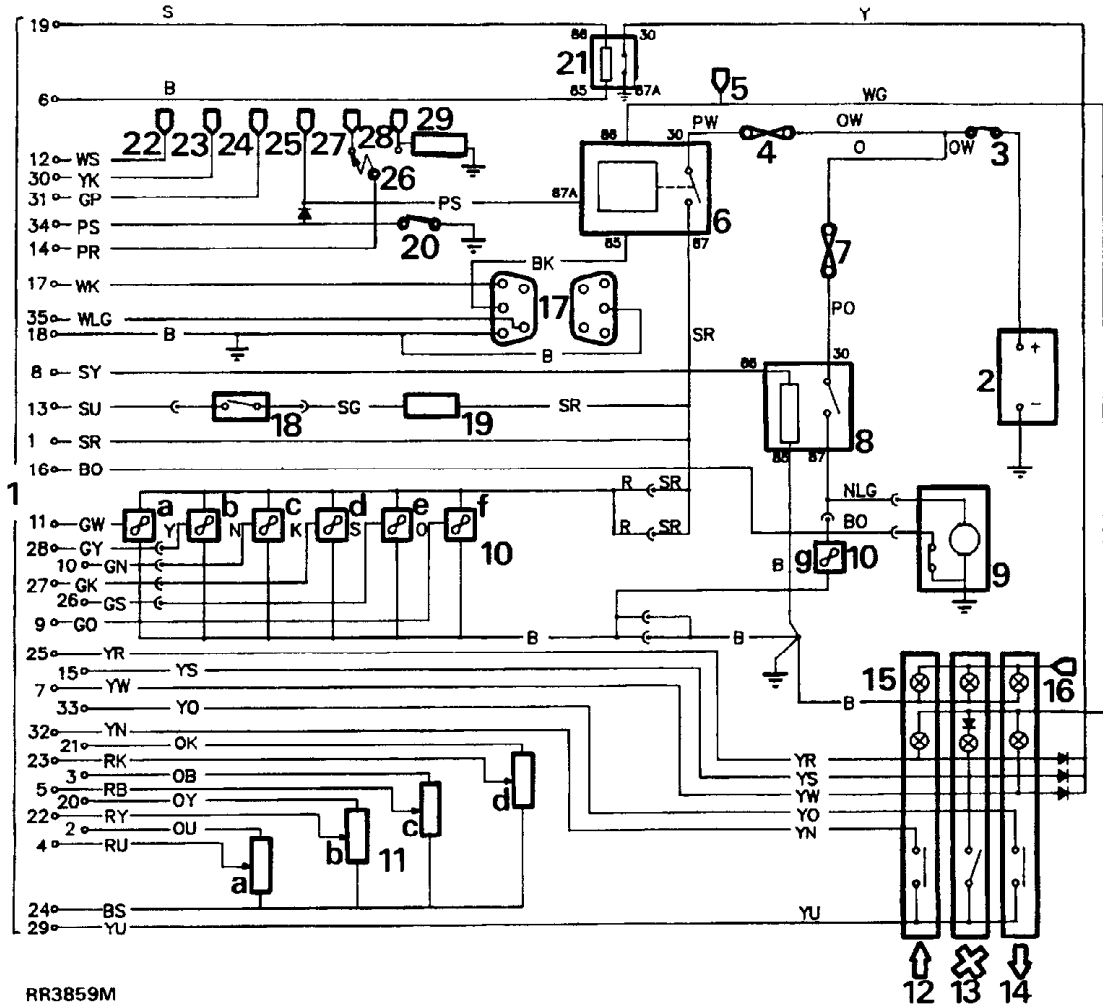 19 S 86 30 Y
21
6 B 85 87A
5 WG
22 23 24 25 27 28 29
86 PW 30 OW
4 O OW 3
12 WS
30 YK
26
31 GP
87A
PS
6
34 PS
20
14 PR
85 87
7
BK
17 WK
17
35 WLG
18 B
B
SR
PO
2 + -
8 SY
86 30
13 SU
18 SG 19 SR
8
1 SR
85 87
16 BO
1
R SR
NLG
a b c d e f
11 GW Y N K S O
10
R SR
BO
28 GY
10 GN
B
g 10
9
27 GK
26 GS
9 GO
B B
25 YR
15 YS
15
16
7 YW
B
33 YO
32 YN
21 OK
23 RK
YR
3 OB
YS
5 RB
d
YW
20 OY
YO
22 RY
c
YN
2 OU
4 RU
b 11
a
24 BS
29 YU
YU
12 13 14
RR3859M